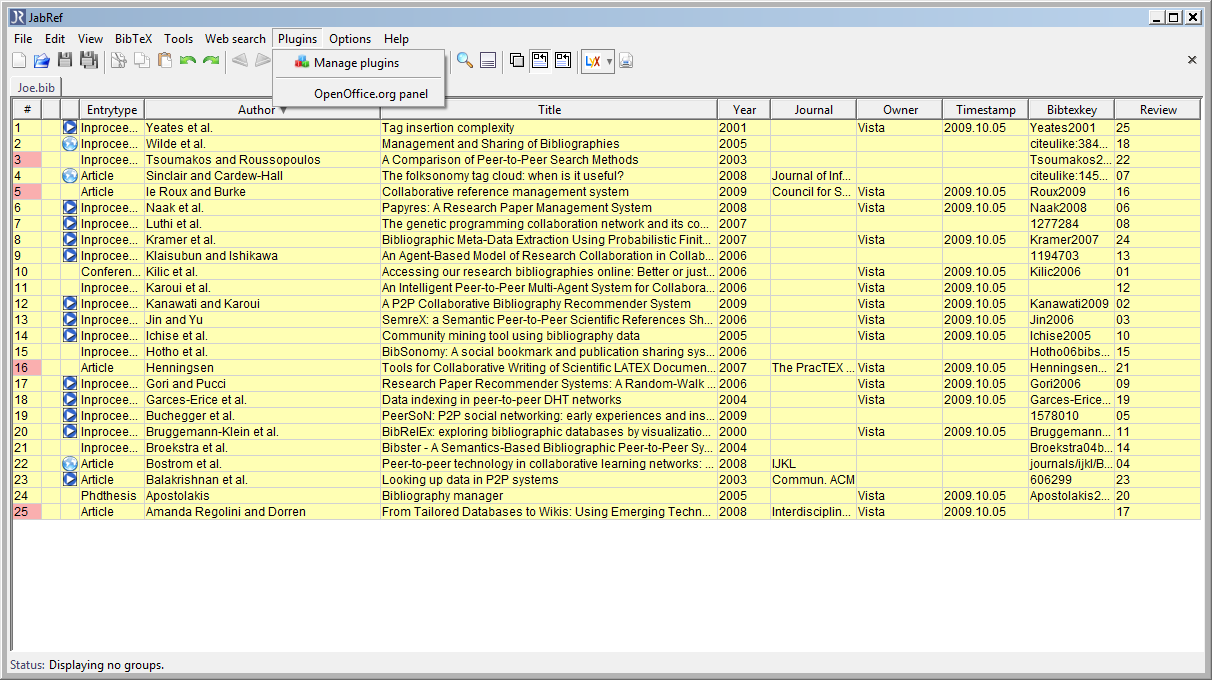 JabRef
File Edit View BibTeX Tools Web search Plugins Options Help
Manage plugins
OpenOffice.org panel
LyX
Joe.bib
# Entrytype Author Title Year Journal Owner Timestamp Bibtexkey Review
1 Inprocee... Yeates et al. Tag insertion complexity 2001 Vista 2009.10.05 Yeates2001 25
2 Inprocee... Wilde et al. Management and Sharing of Bibliographies 2005 citeulike:384... 18
3 Inprocee... Tsoumakos and Roussopoulos A Comparison of Peer-to-Peer Search Methods 2003 Tsoumakos2... 22
4 Article Sinclair and Cardew-Hall The folksonomy tag cloud: when is it useful? 2008 Journal of Inf... citeulike:145... 07
5 Article le Roux and Burke Collaborative reference management system 2009 Council for S... Vista 2009.10.05 Roux2009 16
6 Inprocee... Naak et al. Papyres: A Research Paper Management System 2008 Vista 2009.10.05 Naak2008 06
7 Inprocee... Luthi et al. The genetic programming collaboration network and its co... 2007 1277284 08
8 Inprocee... Kramer et al. Bibliographic Meta-Data Extraction Using Probabilistic Finit... 2007 Vista 2009.10.05 Kramer2007 24
9 Inprocee... Klaisubun and Ishikawa An Agent-Based Model of Research Collaboration in Collab... 2006 1194703 13
10 Conferen... Kilic et al. Accessing our research bibliographies online: Better or just... 2006 Vista 2009.10.05 Kilic2006 01
11 Inprocee... Karoui et al. An Intelligent Peer-to-Peer Multi-Agent System for Collabora... 2006 Vista 2009.10.05 12
12 Inprocee... Kanawati and Karoui A P2P Collaborative Bibliography Recommender System 2009 Vista 2009.10.05 Kanawati2009 02
13 Inprocee... Jin and Yu SemreX: a Semantic Peer-to-Peer Scientific References Sh... 2006 Vista 2009.10.05 Jin2006 03
14 Inprocee... Ichise et al. Community mining tool using bibliography data 2005 Vista 2009.10.05 Ichise2005 10
15 Inprocee... Hotho et al. BibSonomy: A social bookmark and publication sharing sys... 2006 Hotho06bibs... 15
16 Article Henningsen Tools for Collaborative Writing of Scientific LATEX Documen... 2007 The PracTEX ... Vista 2009.10.05 Henningsen... 21
17 Inprocee... Gori and Pucci Research Paper Recommender Systems: A Random-Walk ... 2006 Vista 2009.10.05 Gori2006 09
18 Inprocee... Garces-Erice et al. Data indexing in peer-to-peer DHT networks 2004 Vista 2009.10.05 Garces-Erice... 19
19 Inprocee... Buchegger et al. PeerSoN: P2P social networking: early experiences and ins... 2009 1578010 05
20 Inprocee... Bruggemann-Klein et al. BibRelEx: exploring bibliographic databases by visualizatio... 2000 Vista 2009.10.05 Bruggemann... 11
21 Inprocee... Broekstra et al. Bibster - A Semantics-Based Bibliographic Peer-to-Peer Sy... 2004 Broekstra04b... 14
22 Article Bostrom et al. Peer-to-peer technology in collaborative learning networks: ... 2008 IJKL journals/ijkl/B... 04
23 Article Balakrishnan et al. Looking up data in P2P systems 2003 Commun. ACM 606299 23
24 Phdthesis Apostolakis Bibliography manager 2005 Vista 2009.10.05 Apostolakis2... 20
25 Article Amanda Regolini and Dorren From Tailored Databases to Wikis: Using Emerging Techn... 2008 Interdisciplin... Vista 2009.10.05 17
Status: Displaying no groups.